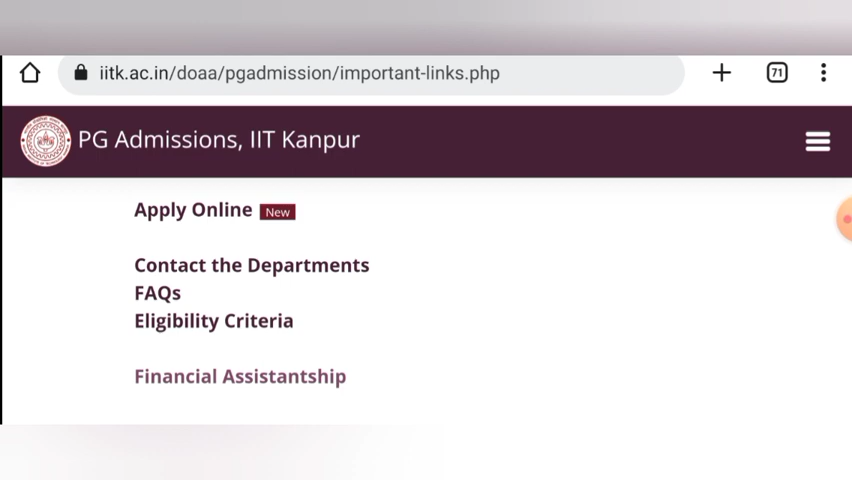 iitk.ac.in/doaa/pgadmission/important-links.php
71
PG Admissions, IIT Kanpur
Apply Online New
Contact the Departments
FAQs
Eligibility Criteria
Financial Assistantship